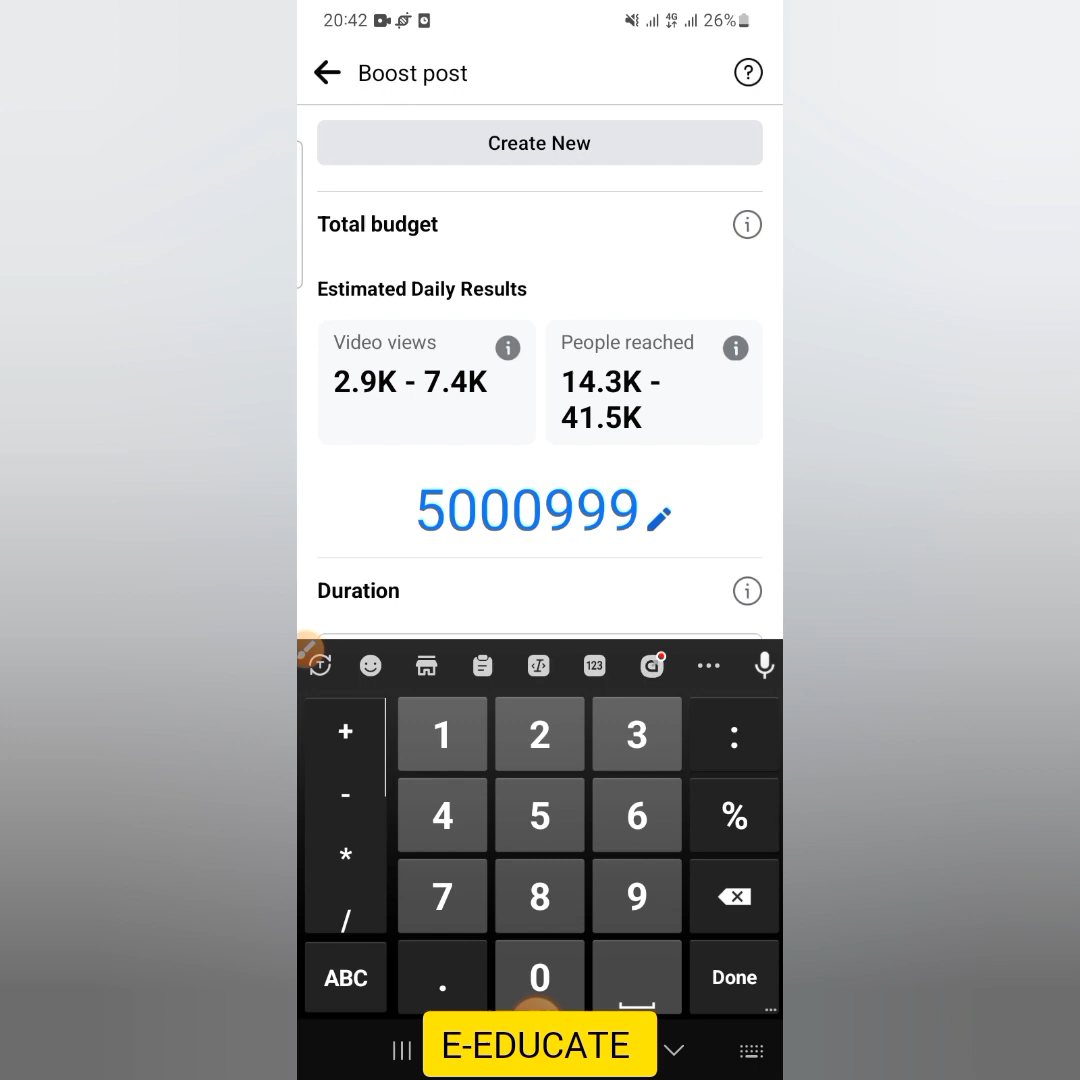 20:42 4G 26%
Boost post ?
Create New
Total budget i
Estimated Daily Results
Video views i People reached i
2.9K - 7.4K 14.3K -
41.5K
5000999
Duration i
T 123
+ 1 2 3 :
- 4 5 6 %
* 7 8 9
/
ABC . 0 Done
E-EDUCATE